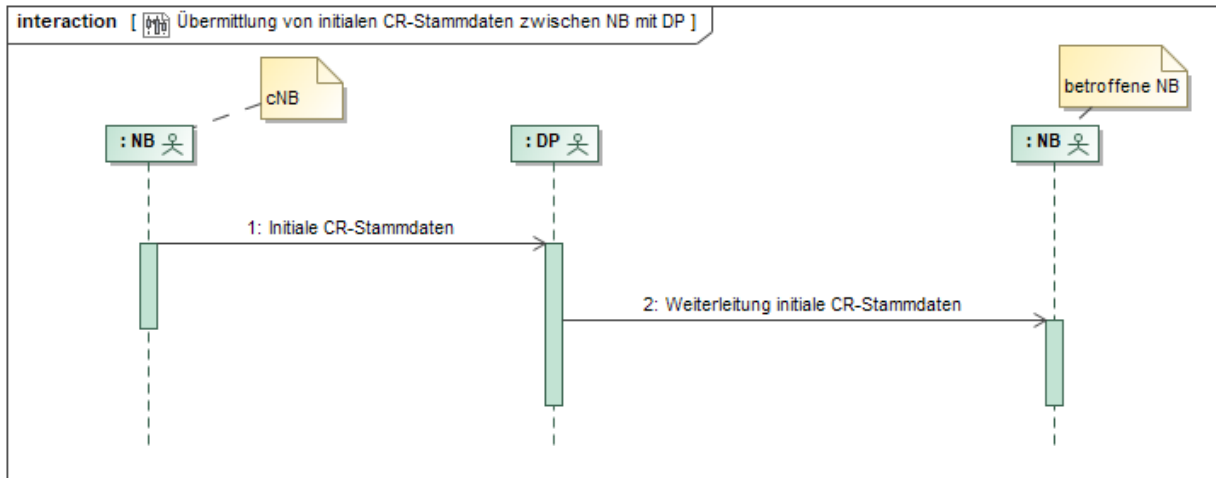 interaction [ Übermittlung von initialen CR-Stammdaten zwischen NB mit DP ]
cNB
betroffene NB
: NB
: DP
: NB
1: Initiale CR-Stammdaten
2: Weiterleitung initiale CR-Stammdaten